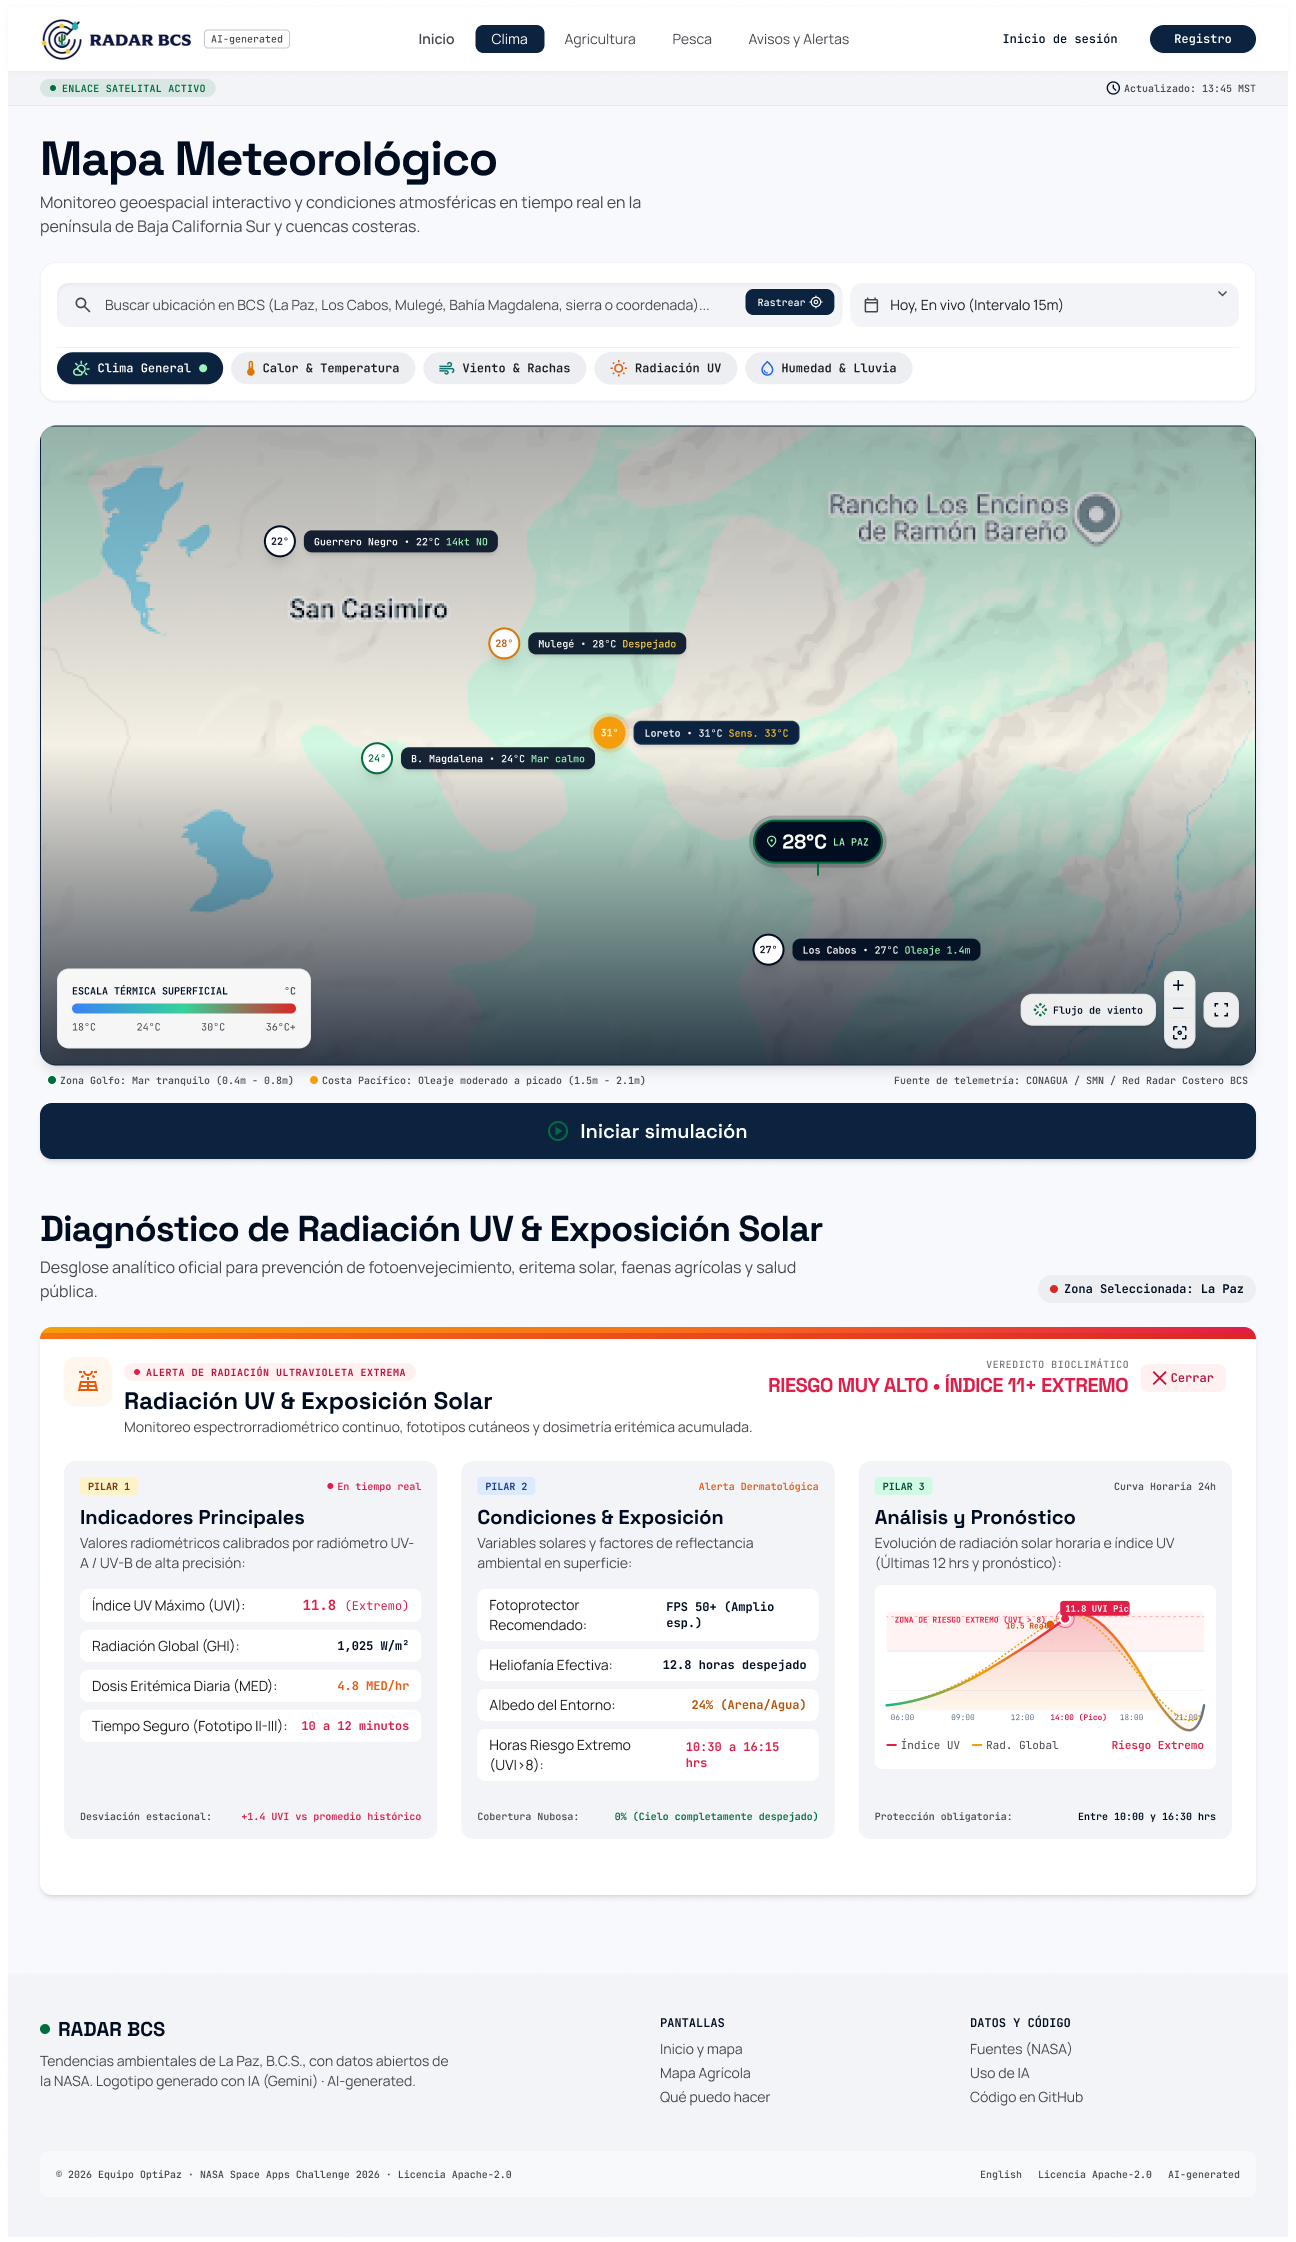 RADAR BCS
AI-generated
Inicio
Clima
Agricultura
Pesca
Avisos y Alertas
Inicio de sesión
Registro
ENLACE SATELITAL ACTIVO
Actualizado: 13:45 MST
Mapa Meteorológico
Monitoreo geoespacial interactivo y condiciones atmosféricas en tiempo real en la
península de Baja California Sur y cuencas costeras.
Buscar ubicación en BCS (La Paz, Los Cabos, Mulegé, Bahía Magdalena, sierra o coordenada)...
Rastrear
Hoy, En vivo (Intervalo 15m)
Clima General
Calor & Temperatura
Viento & Rachas
Radiación UV
Humedad & Lluvia
Rancho Los Encinos
de Ramón Bareño
22°
Guerrero Negro • 22°C 14kt NO
San Casimiro
28°
Mulegé • 28°C Despejado
31°
Loreto • 31°C Sens. 33°C
24°
B. Magdalena • 24°C Mar calmo
28°C LA PAZ
27°
Los Cabos • 27°C Oleaje 1.4m
ESCALA TÉRMICA SUPERFICIAL °C
18°C 24°C 30°C 36°C+
Flujo de viento
Zona Golfo: Mar tranquilo (0.4m - 0.8m)
Costa Pacífico: Oleaje moderado a picado (1.5m - 2.1m)
Fuente de telemetría: CONAGUA / SMN / Red Radar Costero BCS
Iniciar simulación
Diagnóstico de Radiación UV & Exposición Solar
Desglose analítico oficial para prevención de fotoenvejecimiento, eritema solar, faenas agrícolas y salud
pública.
Zona Seleccionada: La Paz
ALERTA DE RADIACIÓN ULTRAVIOLETA EXTREMA
Radiación UV & Exposición Solar
Monitoreo espectrorradiométrico continuo, fototipos cutáneos y dosimetría eritémica acumulada.
VEREDICTO BIOCLIMÁTICO
RIESGO MUY ALTO • ÍNDICE 11+ EXTREMO
Cerrar
PILAR 1
En tiempo real
Indicadores Principales
Valores radiométricos calibrados por radiómetro UV-
A / UV-B de alta precisión:
Índice UV Máximo (UVI): 11.8 (Extremo)
Radiación Global (GHI): 1,025 W/m²
Dosis Eritémica Diaria (MED): 4.8 MED/hr
Tiempo Seguro (Fototipo II-III): 10 a 12 minutos
Desviación estacional: +1.4 UVI vs promedio histórico
PILAR 2
Alerta Dermatológica
Condiciones & Exposición
Variables solares y factores de reflectancia
ambiental en superficie:
Fotoprotector
Recomendado:
FPS 50+ (Amplio
esp.)
Heliofanía Efectiva: 12.8 horas despejado
Albedo del Entorno: 24% (Arena/Agua)
Horas Riesgo Extremo
(UVI>8):
10:30 a 16:15
hrs
Cobertura Nubosa: 0% (Cielo completamente despejado)
PILAR 3
Curva Horaria 24h
Análisis y Pronóstico
Evolución de radiación solar horaria e índice UV
(Últimas 12 hrs y pronóstico):
11.8 UVI Pic
ZONA DE RIESGO EXTREMO (UVI > 8)
10.5 Real
06:00 09:00 12:00 14:00 (Pico) 18:00 21:00
Índice UV
Rad. Global
Riesgo Extremo
Protección obligatoria: Entre 10:00 y 16:30 hrs
RADAR BCS
Tendencias ambientales de La Paz, B.C.S., con datos abiertos de
la NASA. Logotipo generado con IA (Gemini) · AI-generated.
PANTALLAS
Inicio y mapa
Mapa Agrícola
Qué puedo hacer
DATOS Y CÓDIGO
Fuentes (NASA)
Uso de IA
Código en GitHub
© 2026 Equipo OptiPaz · NASA Space Apps Challenge 2026 · Licencia Apache-2.0
English
Licencia Apache-2.0
AI-generated